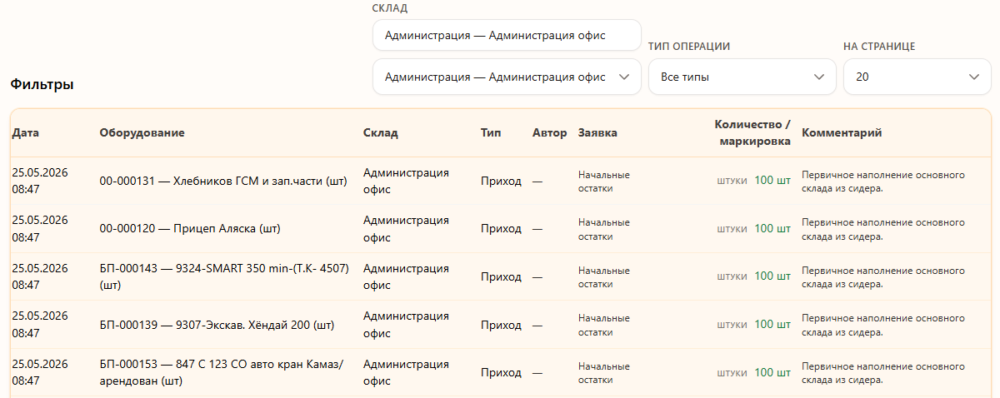 СКЛАД
Администрация — Администрация офис
ТИП ОПЕРАЦИИ
НА СТРАНИЦЕ
Фильтры
Администрация — Администрация офис
Все типы
20
Дата
Оборудование
Склад
Тип
Автор
Заявка
Количество /
маркировка
Комментарий
25.05.2026
08:47
00-000131 — Хлебников ГСМ и зап.части (шт)
Администрация
офис
Приход
—
Начальные
остатки
штуки 100 шт
Первичное наполнение основного
склада из сидера.
25.05.2026
08:47
00-000120 — Прицеп Аляска (шт)
Администрация
офис
Приход
—
Начальные
остатки
штуки 100 шт
Первичное наполнение основного
склада из сидера.
25.05.2026
08:47
БП-000143 — 9324-SMART 350 min-(Т.К- 4507)
(шт)
Администрация
офис
Приход
—
Начальные
остатки
штуки 100 шт
Первичное наполнение основного
склада из сидера.
25.05.2026
08:47
БП-000139 — 9307-Экскав. Хёндай 200 (шт)
Администрация
офис
Приход
—
Начальные
остатки
штуки 100 шт
Первичное наполнение основного
склада из сидера.
25.05.2026
08:47
БП-000153 — 847 С 123 СО авто кран Камаз/
арендован (шт)
Администрация
офис
Приход
—
Начальные
остатки
штуки 100 шт
Первичное наполнение основного
склада из сидера.